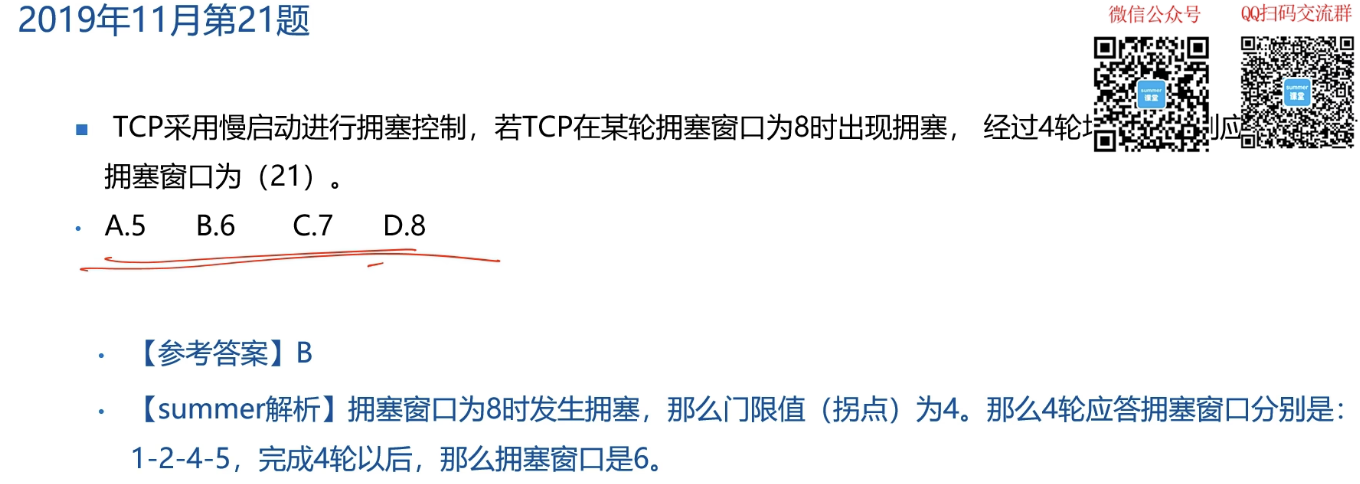 2019年11月第21题
微信公众号
QQ扫码交流群
summer
课堂
summer
课堂
■ TCP采用慢启动进行拥塞控制，若TCP在某轮拥塞窗口为8时出现拥塞， 经过4轮 应
拥塞窗口为（21）。
• A.5 B.6 C.7 D.8
• 【参考答案】B
• 【summer解析】拥塞窗口为8时发生拥塞，那么门限值（拐点）为4。那么4轮应答拥塞窗口分别是：
1-2-4-5，完成4轮以后，那么拥塞窗口是6。